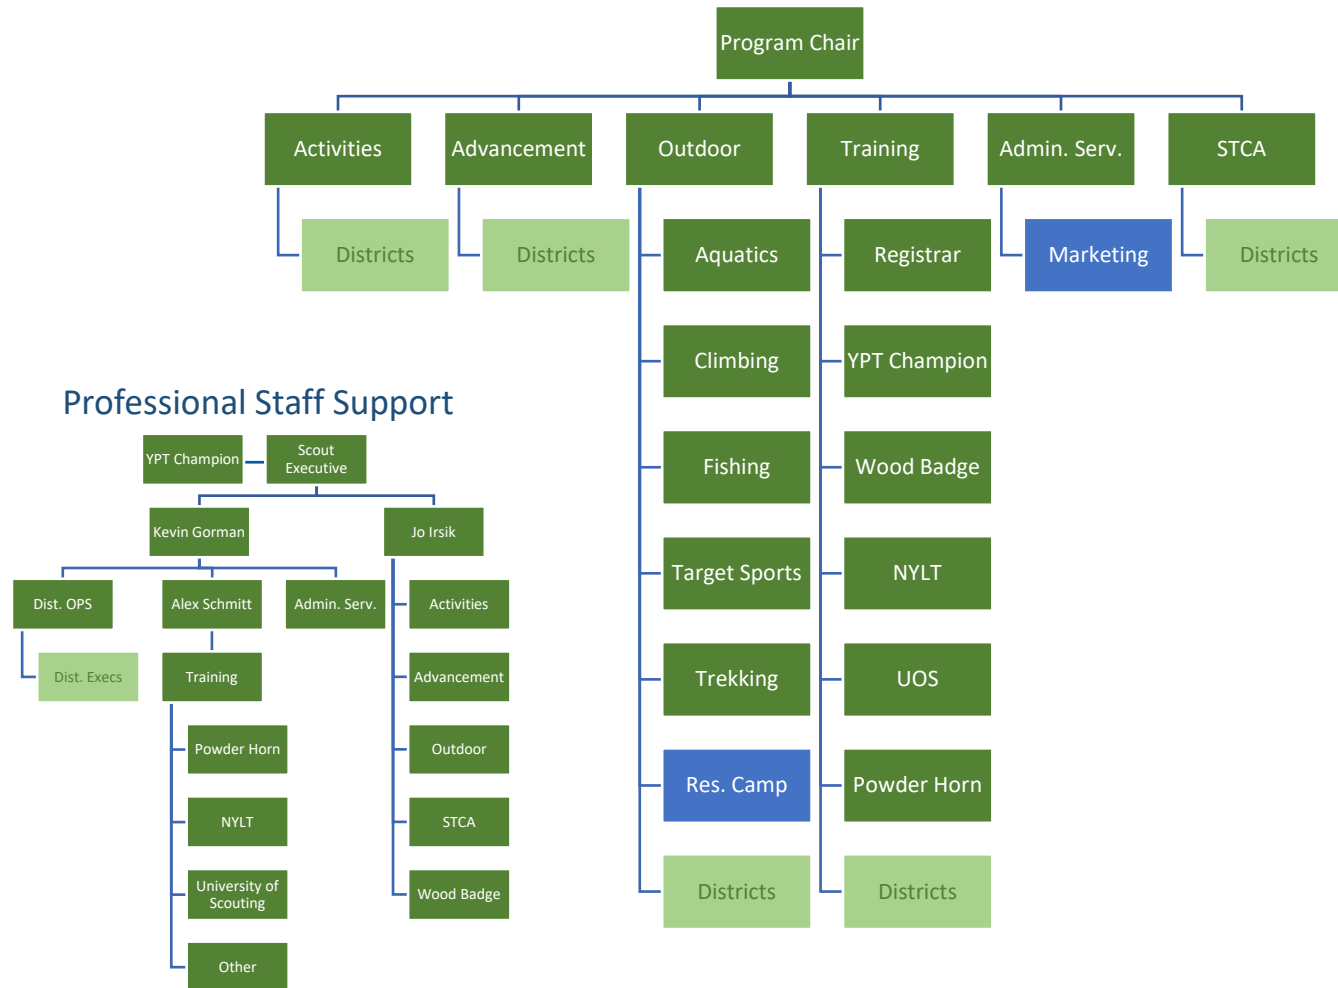 Program Chair
Activities
Advancement
Outdoor
Training
Admin. Serv.
STCA
Districts
Districts
Aquatics
Registrar
Marketing
Districts
Climbing
YPT Champion
Fishing
Wood Badge
Target Sports
NYLT
Trekking
UOS
Res. Camp
Powder Horn
Districts
Districts
Professional Staff Support
YPT Champion
Scout
Executive
Kevin Gorman
Jo Irsik
Dist. OPS
Alex Schmitt
Admin. Serv.
Activities
Dist. Execs
Training
Advancement
Powder Horn
Outdoor
NYLT
STCA
University of
Scouting
Wood Badge
Other